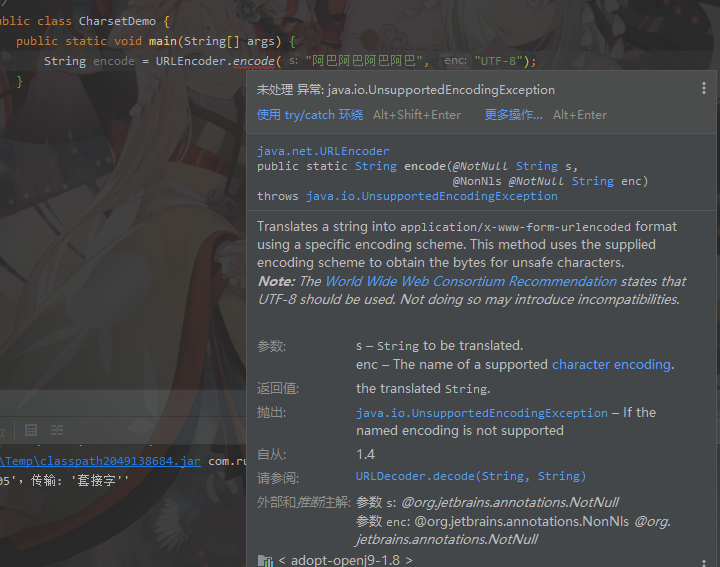 /
ublic class CharsetDemo {
public static void main(String[] args) {
String encode = URLEncoder.encode( s: "阿巴阿巴阿巴阿巴", enc: "UTF-8");
}
未处理 异常: java.io.UnsupportedEncodingException
使用 try/catch 环绕 Alt+Shift+Enter 更多操作... Alt+Enter
java.net.URLEncoder
public static String encode(@NotNull String s,
@NonNls @NotNull String enc)
throws java.io.UnsupportedEncodingException
Translates a string into application/x-www-form-urlencoded format
using a specific encoding scheme. This method uses the supplied
encoding scheme to obtain the bytes for unsafe characters.
Note: The World Wide Web Consortium Recommendation states that
UTF-8 should be used. Not doing so may introduce incompatibilities.
参数: s – String to be translated.
enc – The name of a supported character encoding.
返回值: the translated String.
抛出: java.io.UnsupportedEncodingException – If the
named encoding is not supported
自从: 1.4
请参阅: URLDecoder.decode(String, String)
外部和推断注解: 参数 s: @org.jetbrains.annotations.NotNull
参数 enc: @org.jetbrains.annotations.NonNls @org.
jetbrains.annotations.NotNull
< adopt-openj9-1.8 >
\Temp\classpath2049138684.jar com.ru
05', 传输: '套接字''